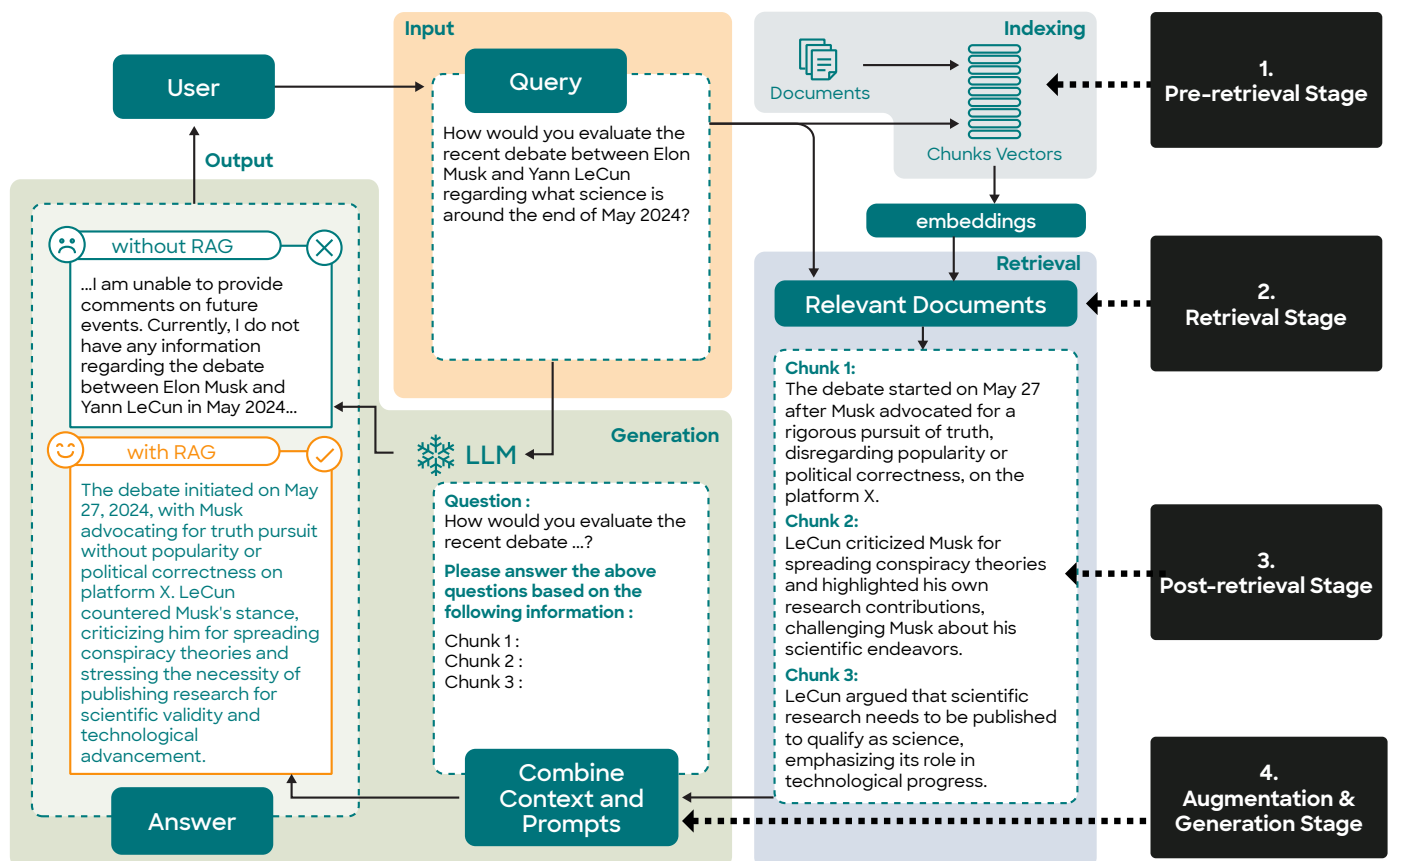 User
Output
Input
Query
How would you evaluate the
recent debate between Elon
Musk and Yann LeCun
regarding what science is
around the end of May 2024?
Indexing
Documents
Chunks Vectors
embeddings
1.
Pre-retrieval Stage
without RAG
...I am unable to provide
comments on future
events. Currently, I do not
have any information
regarding the debate
between Elon Musk and
Yann LeCun in May 2024...
with RAG
The debate initiated on May
27, 2024, with Musk
advocating for truth pursuit
without popularity or
political correctness on
platform X. LeCun
countered Musk's stance,
criticizing him for spreading
conspiracy theories and
stressing the necessity of
publishing research for
scientific validity and
technological
advancement.
Answer
Generation
LLM
Question :
How would you evaluate the
recent debate ...?
Please answer the above
questions based on the
following information :
Chunk 1 :
Chunk 2 :
Chunk 3 :
Combine
Context and
Prompts
Retrieval
Relevant Documents
Chunk 1:
The debate started on May 27
after Musk advocated for a
rigorous pursuit of truth,
disregarding popularity or
political correctness, on the
platform X.
Chunk 2:
LeCun criticized Musk for
spreading conspiracy theories
and highlighted his own
research contributions,
challenging Musk about his
scientific endeavors.
Chunk 3:
LeCun argued that scientific
research needs to be published
to qualify as science,
emphasizing its role in
technological progress.
2.
Retrieval Stage
3.
Post-retrieval Stage
4.
Augmentation &
Generation Stage